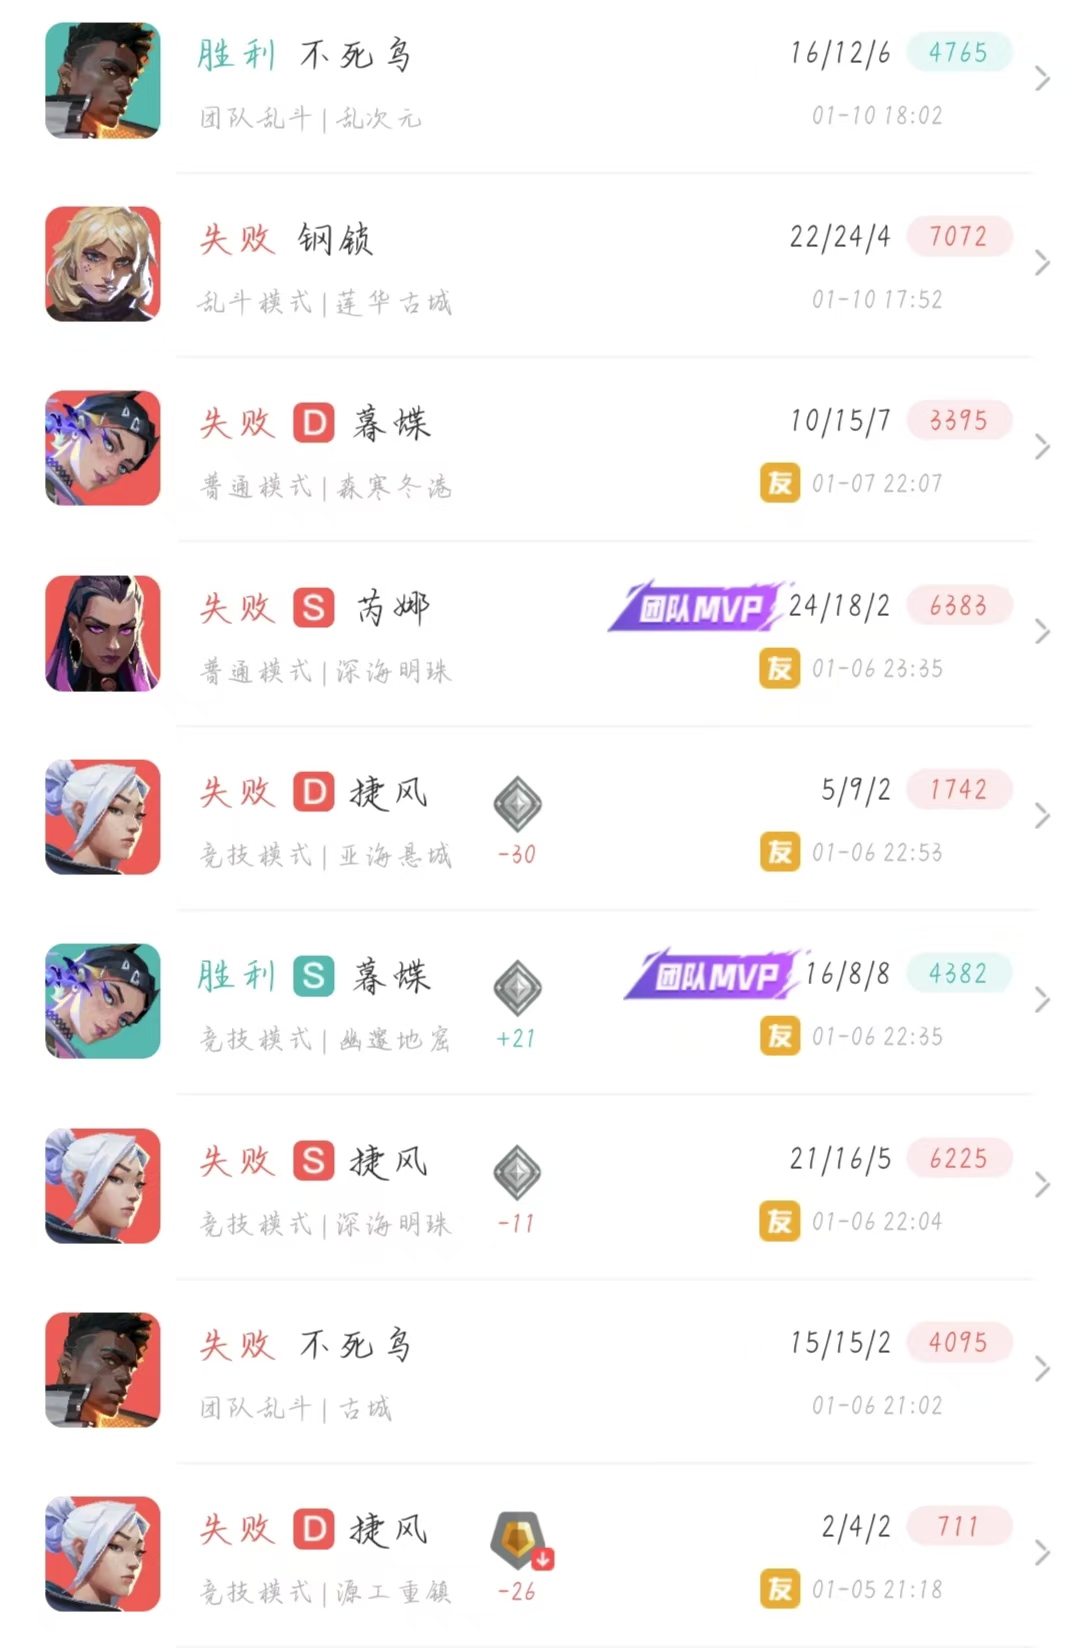 胜利 不死鸟 16/12/6 4765
团队乱斗 | 乱次元 01-10 18:02
失败 钢锁 22/24/4 7072
乱斗模式 | 莲华古城 01-10 17:52
失败 D 暮蝶 10/15/7 3395
普通模式 | 森寒冬港 友 01-07 22:07
失败 S 芮娜 团队MVP 24/18/2 6383
普通模式 | 深海明珠 友 01-06 23:35
失败 D 捷风 5/9/2 1742
竞技模式 | 亚海悬城 -30 友 01-06 22:53
胜利 S 暮蝶 团队MVP 16/8/8 4382
竞技模式 | 幽邃地窟 +21 友 01-06 22:35
失败 S 捷风 21/16/5 6225
竞技模式 | 深海明珠 -11 友 01-06 22:04
失败 不死鸟 15/15/2 4095
团队乱斗 | 古城 01-06 21:02
失败 D 捷风 2/4/2 711
竞技模式 | 源工重镇 -26 友 01-05 21:18